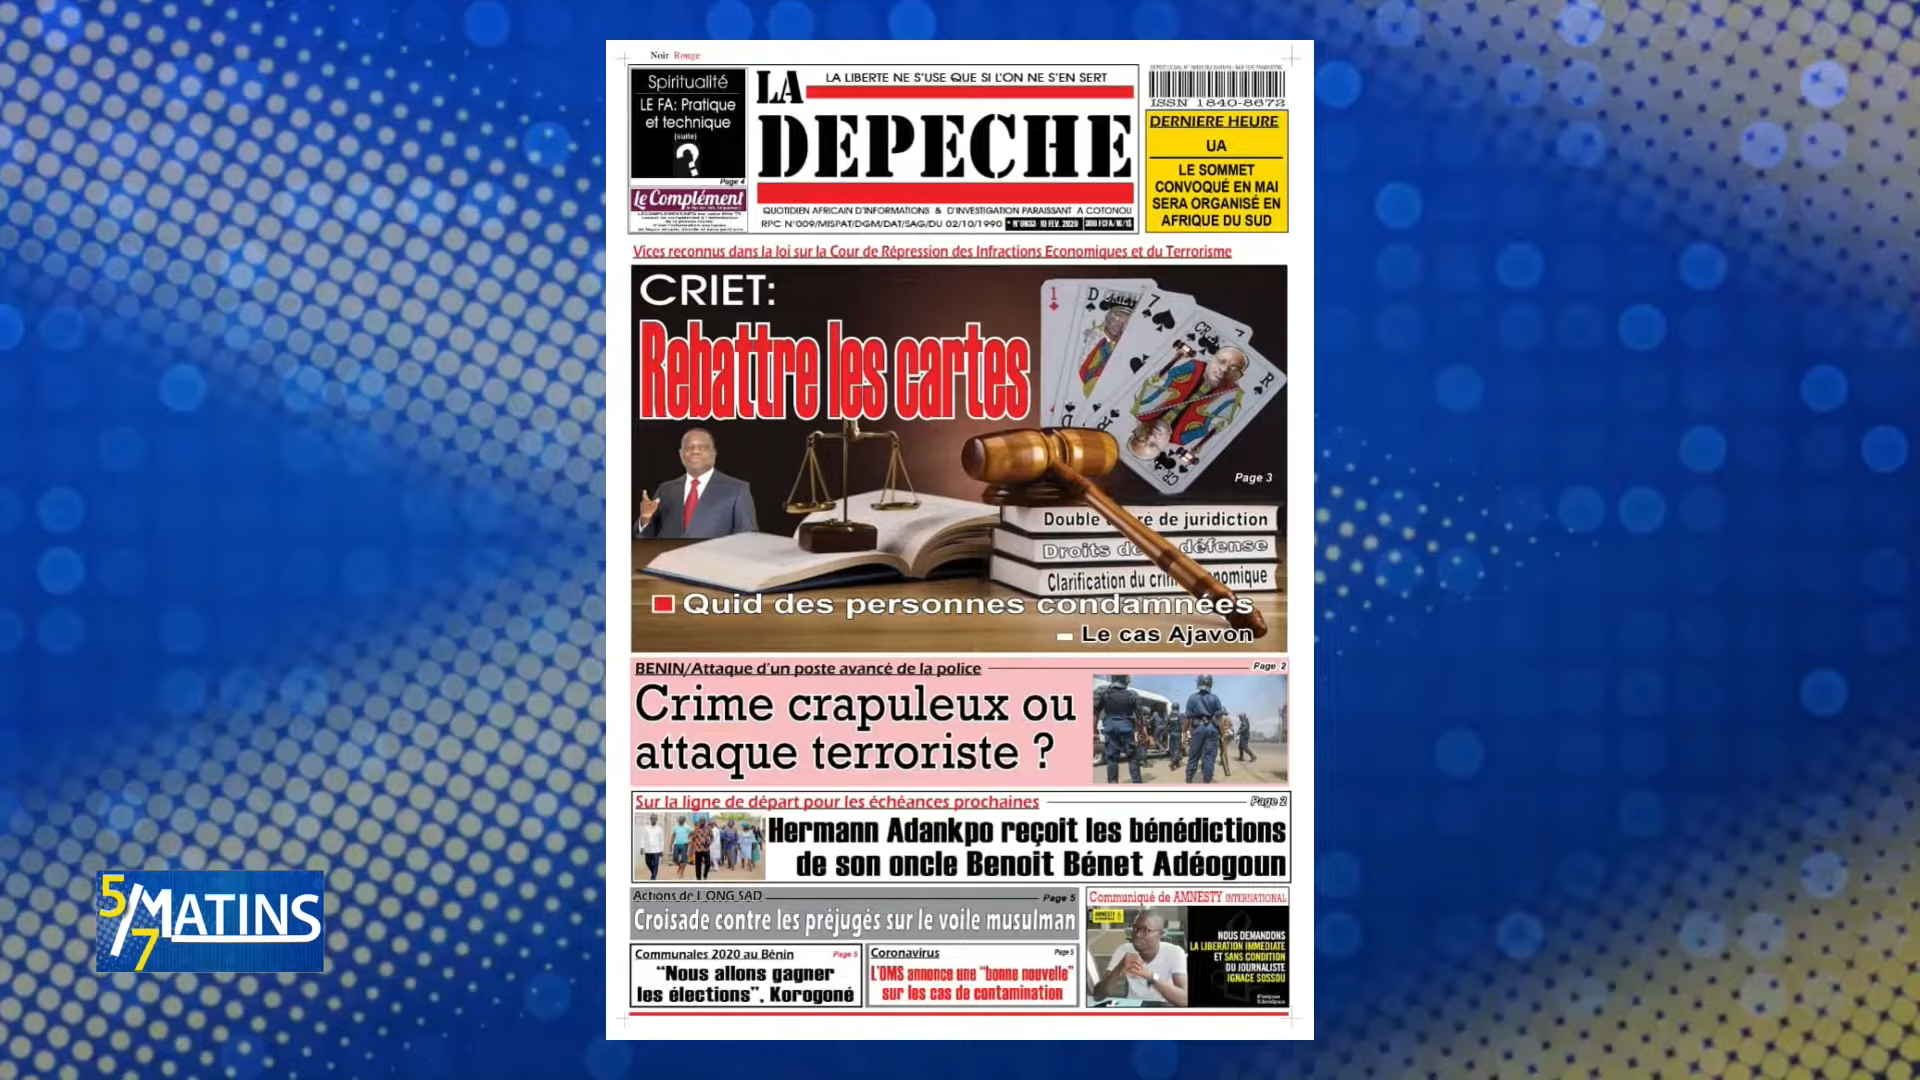 Noir Rouge
Spiritualité
LE FA: Pratique
et technique
(suite)
?
Page 4
Le Complément
LA LIBERTE NE S'USE QUE SI L'ON NE S'EN SERT
LA
DEPECHE
QUOTIDIEN AFRICAIN D'INFORMATIONS & D'INVESTIGATION PARAISSANT A COTONOU
RPC N°009/MISPAT/DGM/DAT/SAG/DU 02/10/1990
10 FEV. 2020
ISSN 1840-8672
DERNIERE HEURE
UA
LE SOMMET
CONVOQUÉ EN MAI
SERA ORGANISÉ EN
AFRIQUE DU SUD
Vices reconnus dans la loi sur la Cour de Répression des Infractions Economiques et du Terrorisme
CRIET:
Rebattre les cartes
Page 3
Double de juridiction
Droits défense
Clarification du
Quid des personnes condamnées
Le cas Ajavon
BENIN/Attaque d'un poste avancé de la police
Page 2
Crime crapuleux ou
attaque terroriste ?
Sur la ligne de départ pour les échéances prochaines
Page 2
Hermann Adankpo reçoit les bénédictions
de son oncle Benoit Bénet Adéogoun
Actions de L'ONG SAD
Page 5
Croisade contre les préjugés sur le voile musulman
Communales 2020 au Bénin
Page 5
"Nous allons gagner
les élections", Korogoné
Coronavirus
Page 5
L'OMS annonce une "bonne nouvelle"
sur les cas de contamination
Communiqué de AMNESTY INTERNATIONAL
AMNESTY
NOUS DEMANDONS
LA LIBERATION IMMEDIATE
ET SANS CONDITION
DU JOURNALISTE
IGNACE SOSSOU
5/7 MATINS